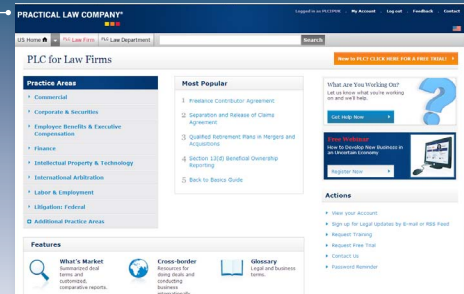 PRACTICAL LAW COMPANY®
Logged in as PLCIPUR My Account Log out Feedback Contact
US Home PLC Law Firm PLC Law Department Search
PLC for Law Firms
New to PLC? CLICK HERE FOR A FREE TRIAL!
Practice Areas
Commercial
Corporate & Securities
Employee Benefits & Executive
Compensation
Finance
Intellectual Property & Technology
International Arbitration
Labor & Employment
Litigation: Federal
Additional Practice Areas
Most Popular
1 Freelance Contributor Agreement
2 Separation and Release of Claims
Agreement
3 Qualified Retirement Plans in Mergers and
Acquisitions
4 Section 13(d) Beneficial Ownership
Reporting
5 Back to Basics Guide
What Are You Working On?
Let us know what you're working
on and we'll help.
Get Help Now
Free Webinar
How to Develop New Business in
an Uncertain Economy
Register Now
Actions
View your Account
Sign up for Legal Updates by E-mail or RSS Feed
Request Training
Request Free Trial
Contact Us
Password Reminder
Features
What's Market
Summarized deal
terms and
customized,
comparative reports.
Cross-border
Resources for
doing deals and
conducting
business
internationally.
Glossary
Legal and business
terms.